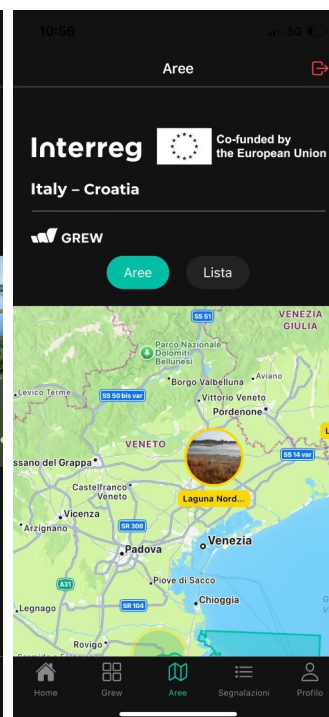 10:56
5G
Aree
Interreg
Co-funded by
the European Union
Italy – Croatia
GREW
Aree
Lista
SS 51
VENEZIA
GIULIA
Parco Nazionale
Dolomiti
Bellunesi
Borgo Valbelluna
Aviano
Levico Terme
SS 50 bis var
Vittorio Veneto
Pordenone
VENETO
L
ssano del Grappa
SS 14 var
Castelfranco
Veneto
Laguna Nord...
Vicenza
Arzignano
SR 308
Venezia
Padova
A31
Piove di Sacco
Chioggia
Legnago
SR 104
Rovigo
Home
Grew
Aree
Segnalazioni
Profilo